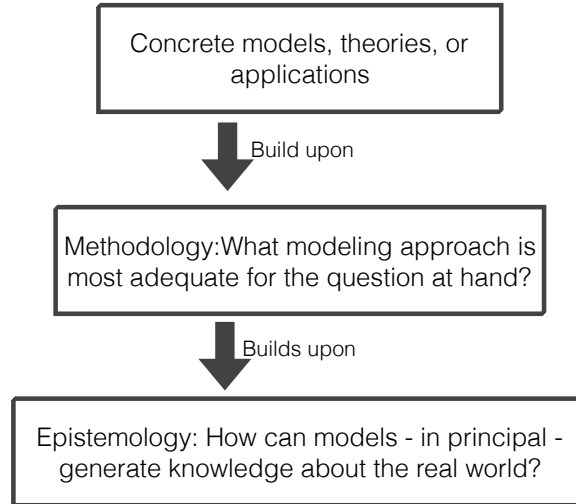 Concrete models, theories, or
applications
Build upon
Methodology:What modeling approach is
most adequate for the question at hand?
Builds upon
Epistemology: How can models - in principal -
generate knowledge about the real world?